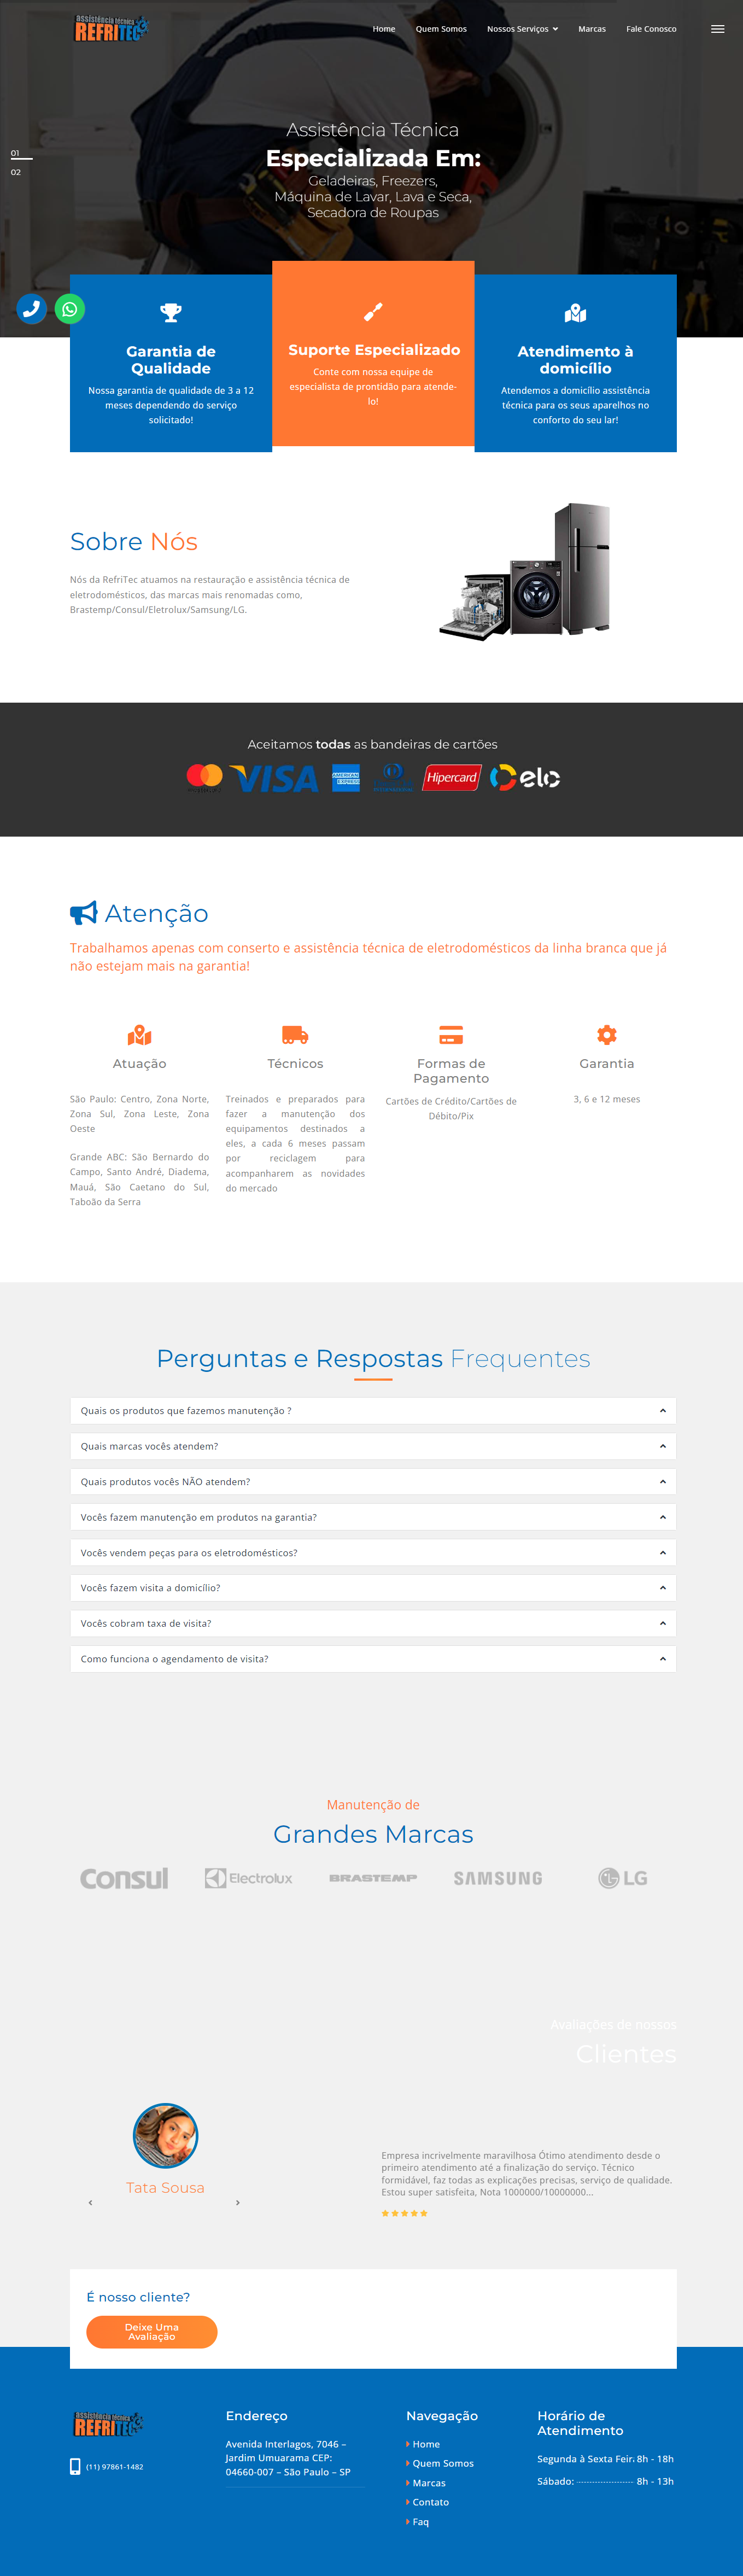 Assistência técnica
REFRITEC
Home
Quem Somos
Nossos Serviços
Marcas
Fale Conosco
01
02
Assistência Técnica
Especializada Em:
Geladeiras, Freezers,
Máquina de Lavar, Lava e Seca,
Secadora de Roupas
Garantia de
Qualidade
Nossa garantia de qualidade de 3 a 12
meses dependendo do serviço
solicitado!
Suporte Especializado
Conte com nossa equipe de
especialista de prontidão para atende-
lo!
Atendimento à
domicílio
Atendemos a domicílio assistência
técnica para os seus aparelhos no
conforto do seu lar!
Sobre Nós
Nós da RefriTec atuamos na restauração e assistência técnica de
eletrodomésticos, das marcas mais renomadas como,
Brastemp/Consul/Eletrolux/Samsung/LG.
Aceitamos todas as bandeiras de cartões
VISA
AMERICAN
EXPRESS
Hipercard
elo
Atenção
Trabalhamos apenas com conserto e assistência técnica de eletrodomésticos da linha branca que já
não estejam mais na garantia!
Atuação
São Paulo: Centro, Zona Norte,
Zona Sul, Zona Leste, Zona
Oeste
Grande ABC: São Bernardo do
Campo, Santo André, Diadema,
Mauá, São Caetano do Sul,
Taboão da Serra
Técnicos
Treinados e preparados para
fazer a manutenção dos
equipamentos destinados a
eles, a cada 6 meses passam
por reciclagem para
acompanharem as novidades
do mercado
Formas de
Pagamento
Cartões de Crédito/Cartões de
Débito/Pix
Garantia
3, 6 e 12 meses
Perguntas e Respostas Frequentes
Quais os produtos que fazemos manutenção ?
Quais marcas vocês atendem?
Quais produtos vocês NÃO atendem?
Vocês fazem manutenção em produtos na garantia?
Vocês vendem peças para os eletrodomésticos?
Vocês fazem visita a domicílio?
Vocês cobram taxa de visita?
Como funciona o agendamento de visita?
Manutenção de
Grandes Marcas
Consul
Electrolux
BRASTEMP
SAMSUNG
LG
Avaliações de nossos
Clientes
Tata Sousa
Empresa incrivelmente maravilhosa Ótimo atendimento desde o
primeiro atendimento até a finalização do serviço. Técnico
formidável, faz todas as explicações precisas, serviço de qualidade.
Estou super satisfeita, Nota 1000000/10000000...
É nosso cliente?
Deixe Uma
Avaliação
Assistência técnica
REFRITEC
(11) 97861-1482
Endereço
Avenida Interlagos, 7046 –
Jardim Umuarama CEP:
04660-007 – São Paulo – SP
Navegação
Home
Quem Somos
Marcas
Contato
Faq
Horário de
Atendimento
Segunda à Sexta Feira 8h - 18h
Sábado: 8h - 13h